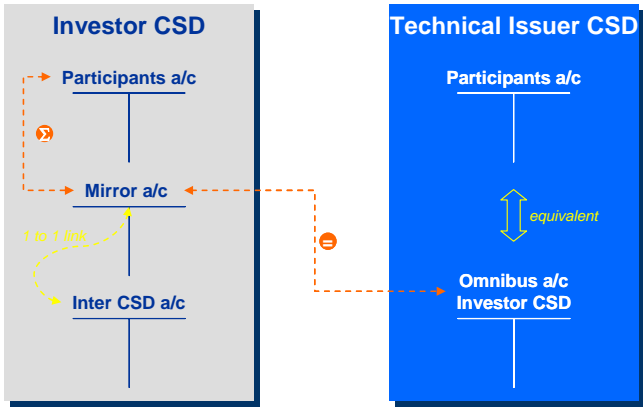 Investor CSD
Participants a/c
Σ
Mirror a/c
1 to 1 link
Inter CSD a/c
=
Technical Issuer CSD
Participants a/c
equivalent
Omnibus a/c
Investor CSD